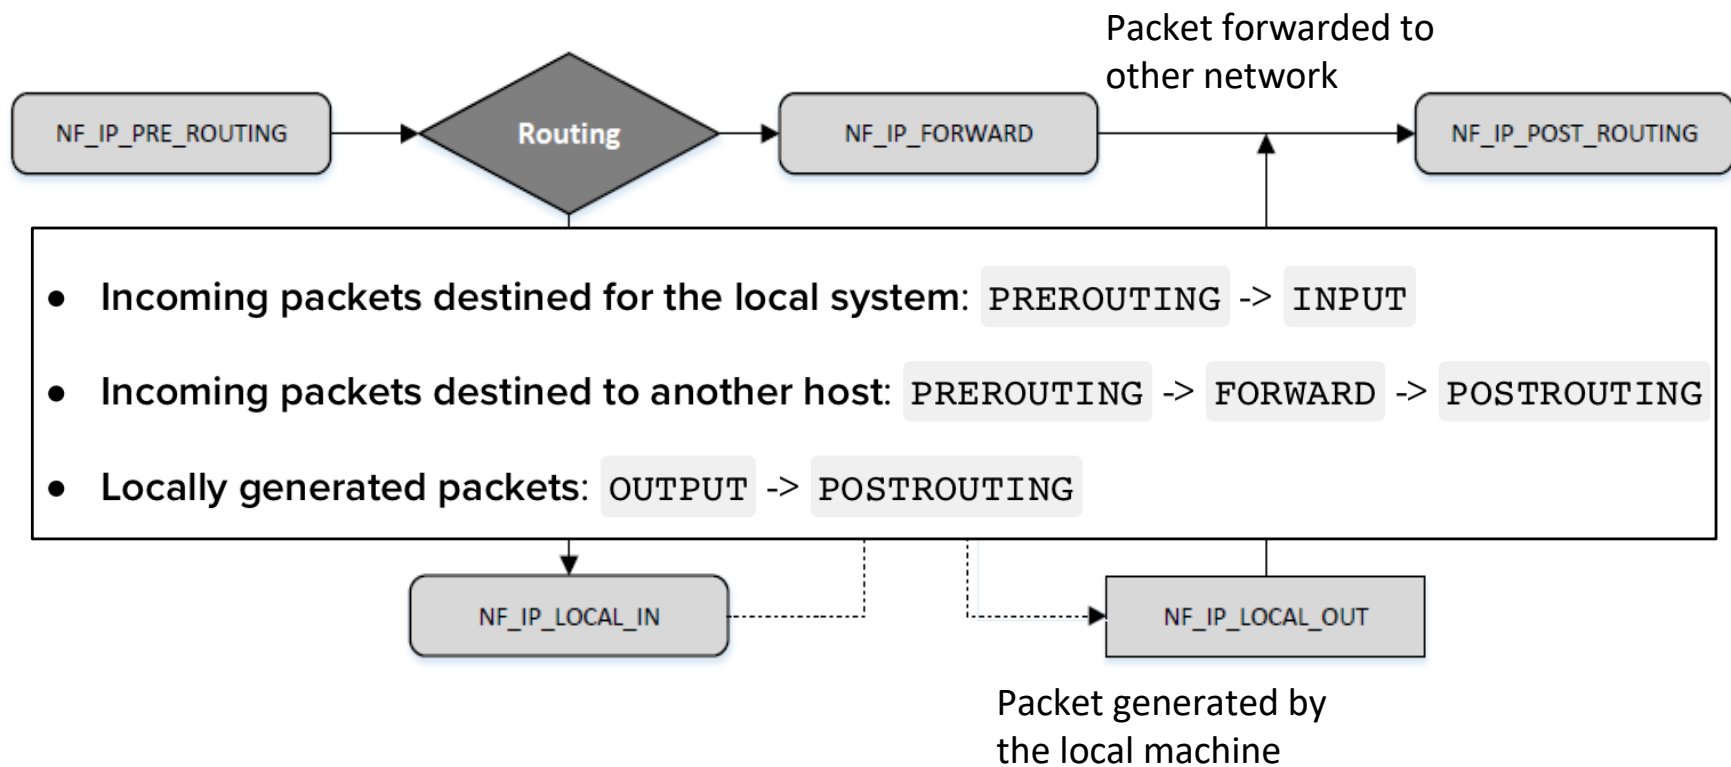 Packet forwarded to
other network
NF_IP_PRE_ROUTING
Routing
NF_IP_FORWARD
NF_IP_POST_ROUTING
● Incoming packets destined for the local system: PREROUTING -> INPUT
● Incoming packets destined to another host: PREROUTING -> FORWARD -> POSTROUTING
● Locally generated packets: OUTPUT -> POSTROUTING
NF_IP_LOCAL_IN
NF_IP_LOCAL_OUT
Packet generated by
the local machine